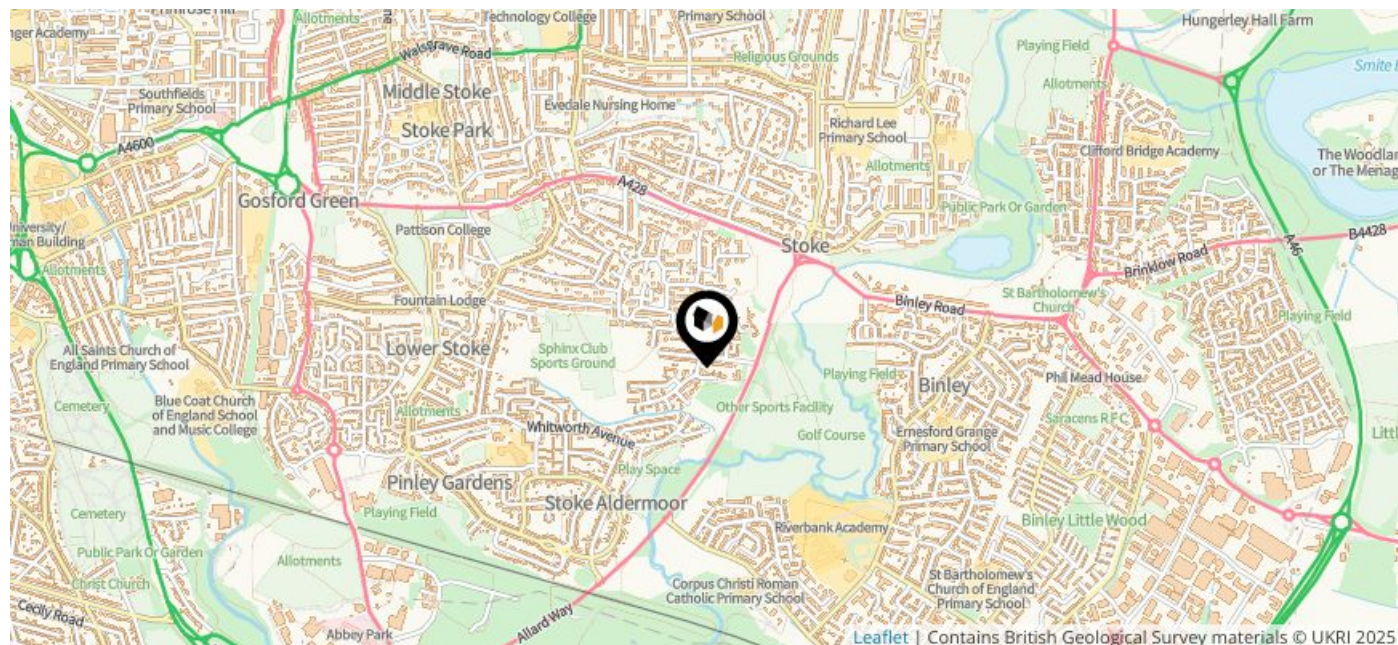 Allotments
Technology College
Primary School
Hungerley Hall Farm
nger Academy
Walsgrave Road
Religious Grounds
Playing Field
Smite
Southfields
Primary School
Middle Stoke
Evedale Nursing Home
Allotments
Stoke Park
Richard Lee
Primary School
A4600
Clifford Bridge Academy
The Woodlan
or The Menag
Allotments
A428
Gosford Green
Public Park Or Garden
University/
man Building
Pattison College
Stoke
A46
B4428
Brinklow Road
Allotments
Fountain Lodge
Binley Road
St Bartholomew's
Church
Playing Field
All Saints Church of
England Primary School
Lower Stoke
Sphinx Club
Sports Ground
Playing Field
Binley
Phil Mead House
Cemetery
Blue Coat Church
of England School
and Music College
Allotments
Other Sports Facility
Saracens R F C
Whitworth Avenue
Golf Course
Ernesford Grange
Primary School
Play Space
Pinley Gardens
Stoke Aldermoor
Cemetery
Playing Field
Riverbank Academy
Binley Little Wood
Public Park Or Garden
Allotments
Christ Church
Corpus Christi Roman
Catholic Primary School
St Bartholomew's
Church of England
Primary School
Cecily Road
Abbey Park
Allard Way
Leaflet | Contains British Geological Survey materials © UKRI 2025